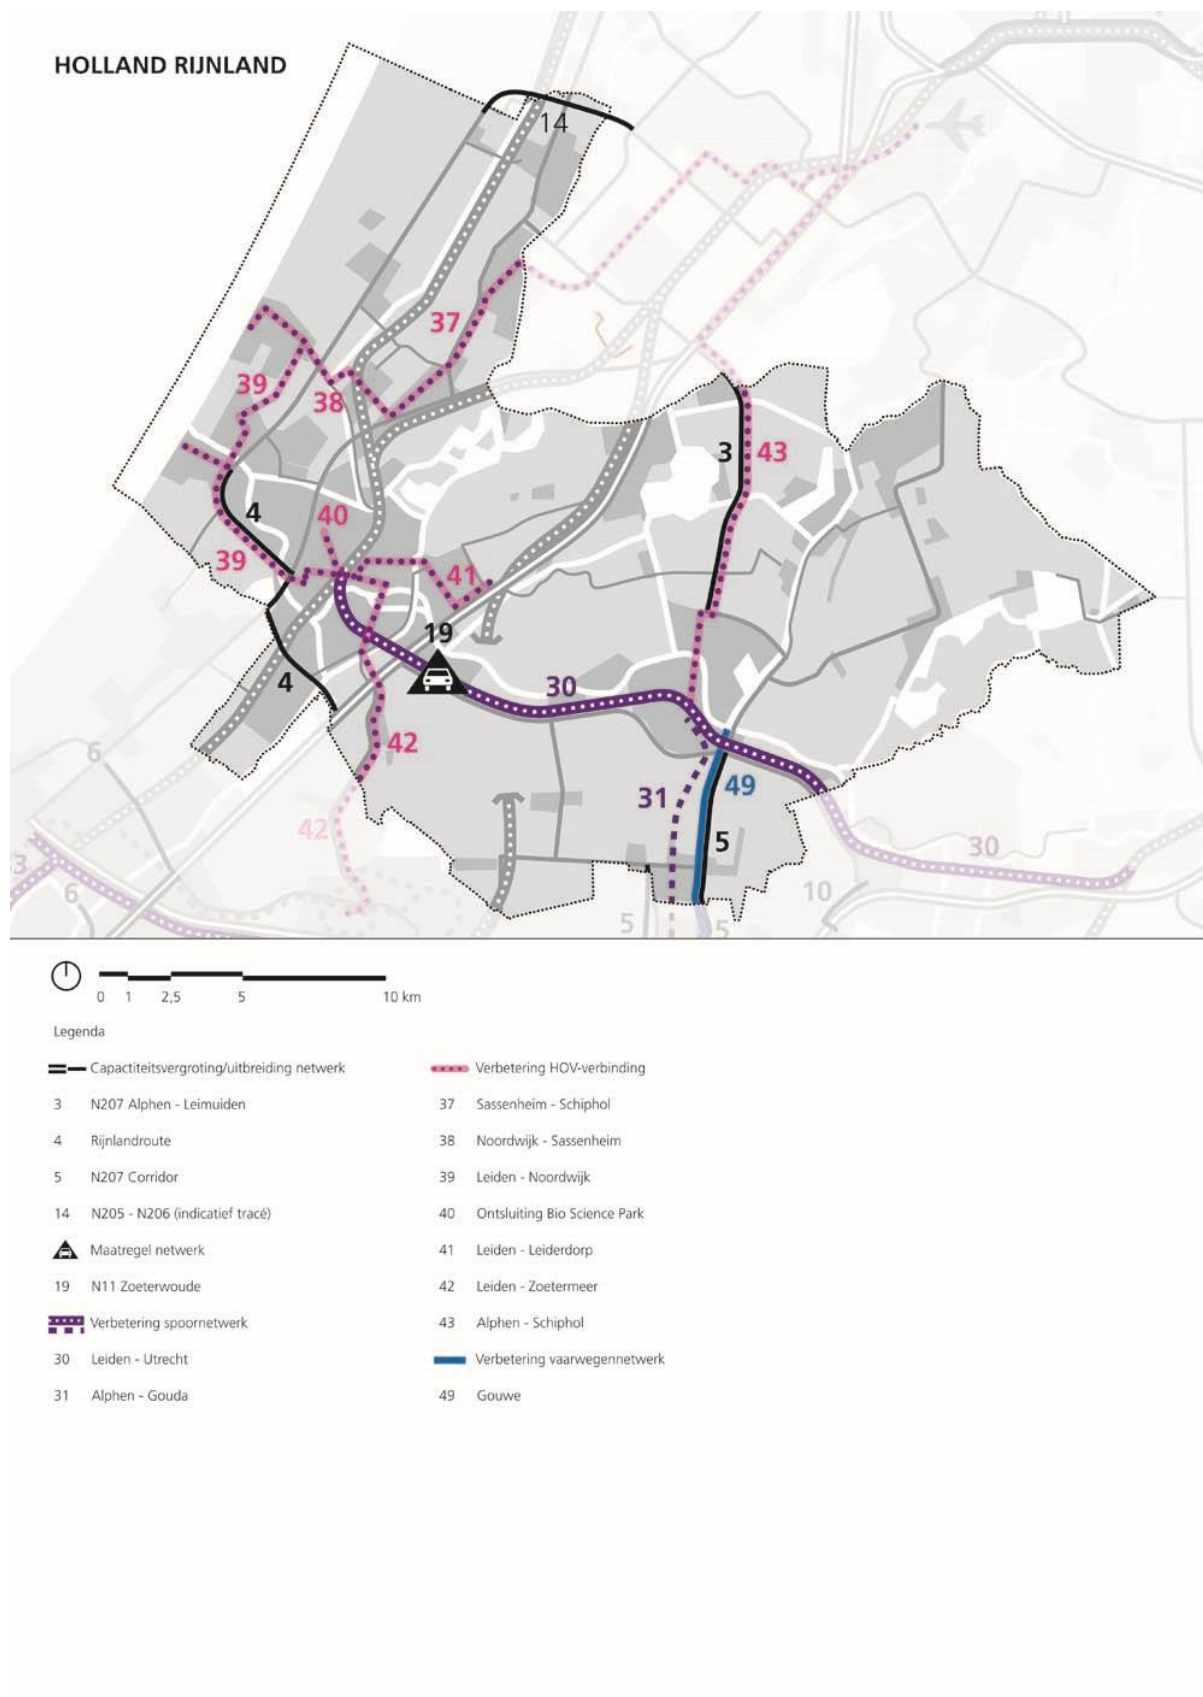 HOLLAND RIJNLAND
14
37
39
38
3
43
4
40
39
41
19
4
30
42
6
31
49
42
5
30
3
6
10
5
5
0 1 2,5 5 10 km
Legenda
Capactiteitsvergroting/uitbreiding netwerk
3 N207 Alphen - Leimuiden
4 Rijnlandroute
5 N207 Corridor
14 N205 - N206 (indicatief tracé)
Maatregel netwerk
19 N11 Zoeterwoude
Verbetering spoornetwerk
30 Leiden - Utrecht
31 Alphen - Gouda
Verbetering HOV-verbinding
37 Sassenheim - Schiphol
38 Noordwijk - Sassenheim
39 Leiden - Noordwijk
40 Ontsluiting Bio Science Park
41 Leiden - Leiderdorp
42 Leiden - Zoetermeer
43 Alphen - Schiphol
Verbetering vaarwegennetwerk
49 Gouwe